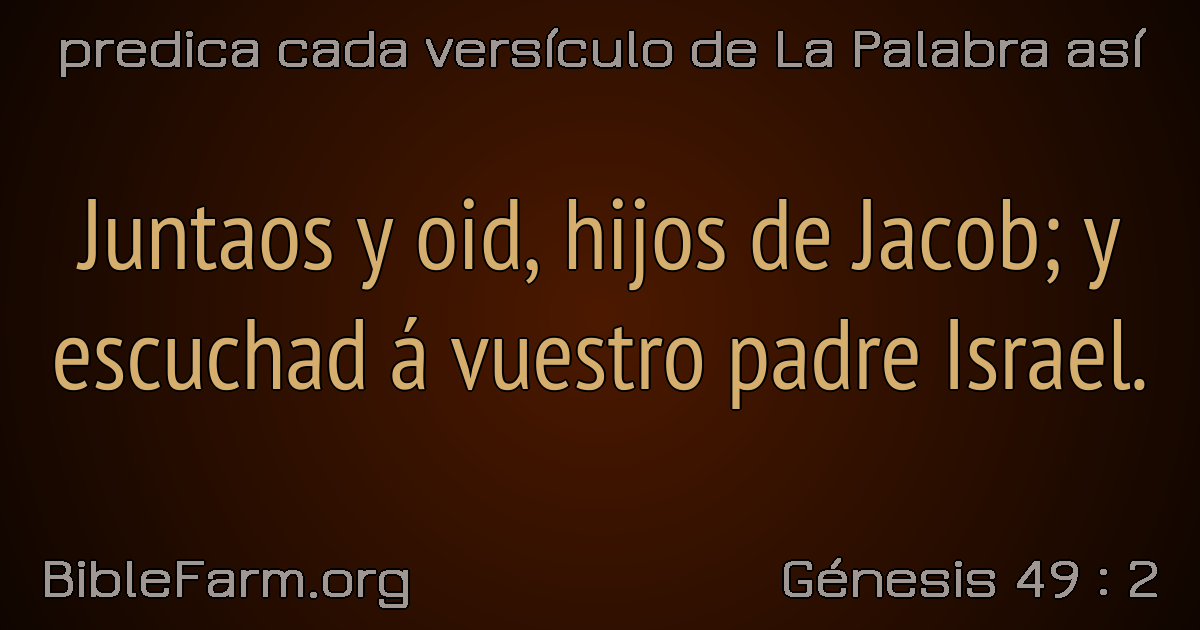 predica cada versículo de La Palabra así
Juntaos y oid, hijos de Jacob; y
escuchad á vuestro padre Israel.
BibleFarm.org
Génesis 49 : 2